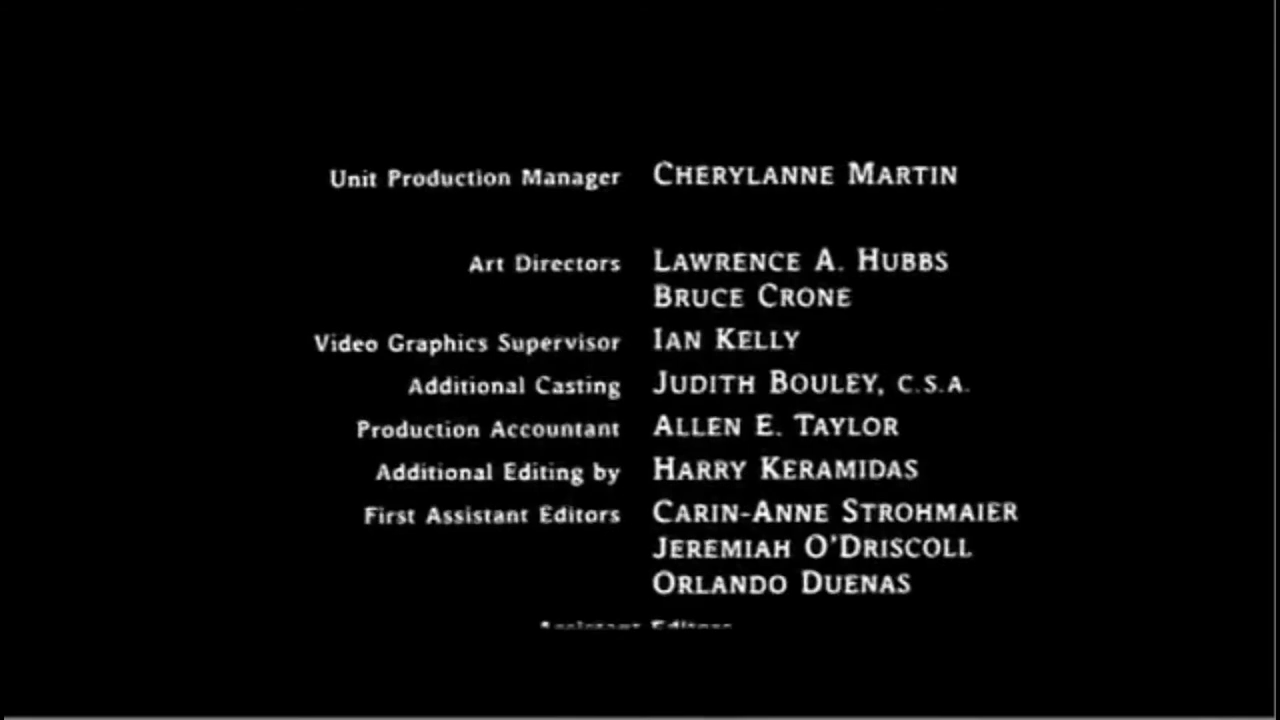 Unit Production Manager CHERYLANNE MARTIN
Art Directors LAWRENCE A. HUBBS
BRUCE CRONE
Video Graphics Supervisor IAN KELLY
Additional Casting JUDITH BOULEY, C.S.A.
Production Accountant ALLEN E. TAYLOR
Additional Editing by HARRY KERAMIDAS
First Assistant Editors CARIN-ANNE STROHMAIER
JEREMIAH O'DRISCOLL
ORLANDO DUENAS
Assistant Editors